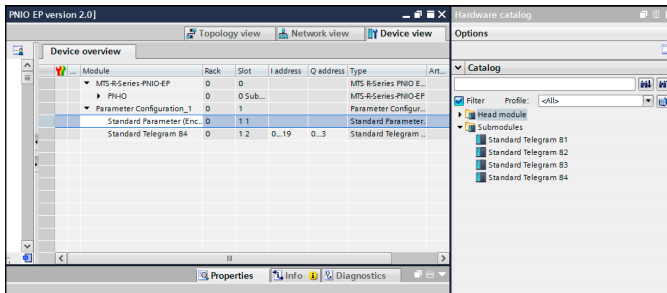 PNIO EP version 2.0]
Hardware catalog
Topology view
Network view
Device view
Options
Device overview
... Module Rack Slot I address Q address Type Art...
MTS-R-Series-PNIO-EP 0 0 MTS R-Series PNIO E...
PN-IO 0 0 Sub... MTS-R-Series-PNIO-EP
Parameter Configuration_1 0 1 Parameter Configur...
Standard Parameter (Enc... 0 1 1 Standard Parameter.
Standard Telegram 84 0 1 2 0...19 0...3 Standard Telegram ..
Catalog
Filter Profile: <All>
Head module
Submodules
Standard Telegram 81
Standard Telegram 82
Standard Telegram 83
Standard Telegram 84
Properties
Info
Diagnostics